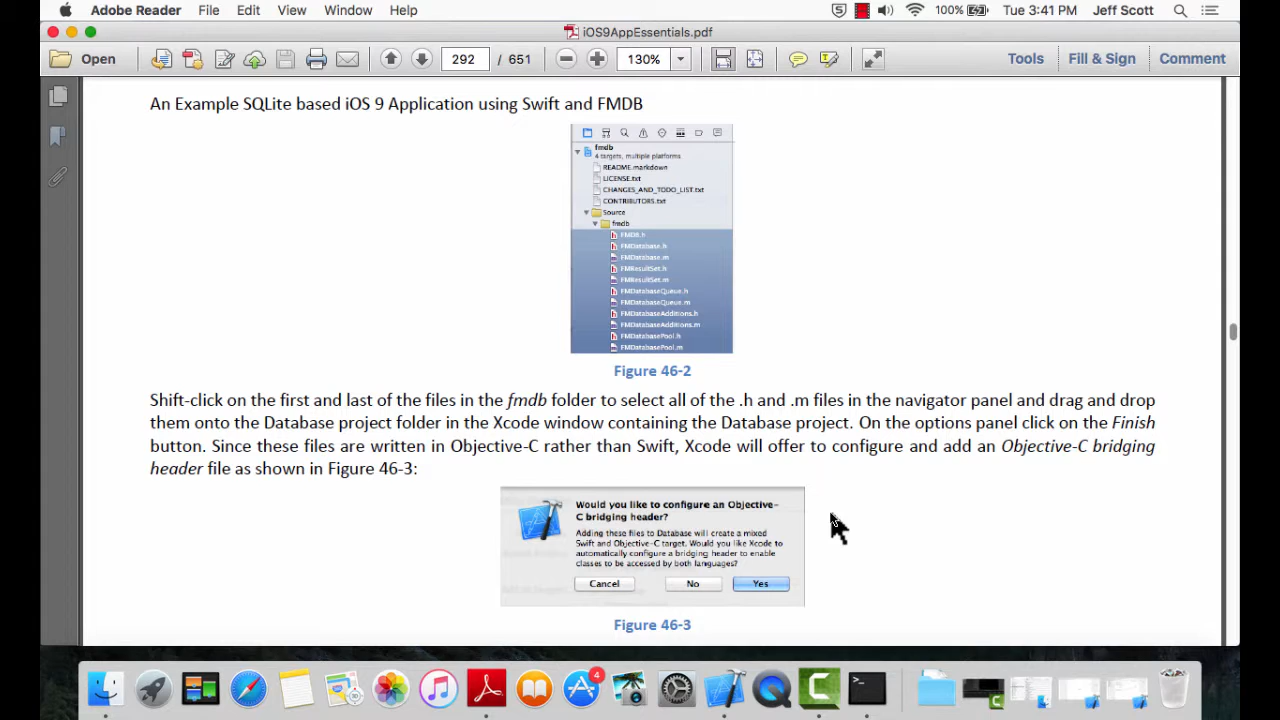 Adobe Reader File Edit View Window Help 100% Tue 3:41 PM Jeff Scott
iOS9AppEssentials.pdf
Open 292 / 651 130% Tools Fill & Sign Comment
An Example SQLite based iOS 9 Application using Swift and FMDB
fmdb
4 targets, multiple platforms
README.markdown
LICENSE.txt
CHANGES_AND_TODO_LIST.txt
CONTRIBUTORS.txt
Source
fmdb
FMDB.h
FMDatabase.h
FMDatabase.m
FMResultSet.h
FMResultSet.m
FMDatabaseQueue.h
FMDatabaseQueue.m
FMDatabaseAdditions.h
FMDatabaseAdditions.m
FMDatabasePool.h
FMDatabasePool.m
Figure 46-2
Shift-click on the first and last of the files in the fmdb folder to select all of the .h and .m files in the navigator panel and drag and drop
them onto the Database project folder in the Xcode window containing the Database project. On the options panel click on the Finish
button. Since these files are written in Objective-C rather than Swift, Xcode will offer to configure and add an Objective-C bridging
header file as shown in Figure 46-3:
Would you like to configure an Objective-
C bridging header?
Adding these files to Database will create a mixed
Swift and Objective-C target. Would you like Xcode to
automatically configure a bridging header to enable
classes to be accessed by both languages?
Cancel No Yes
Figure 46-3
4